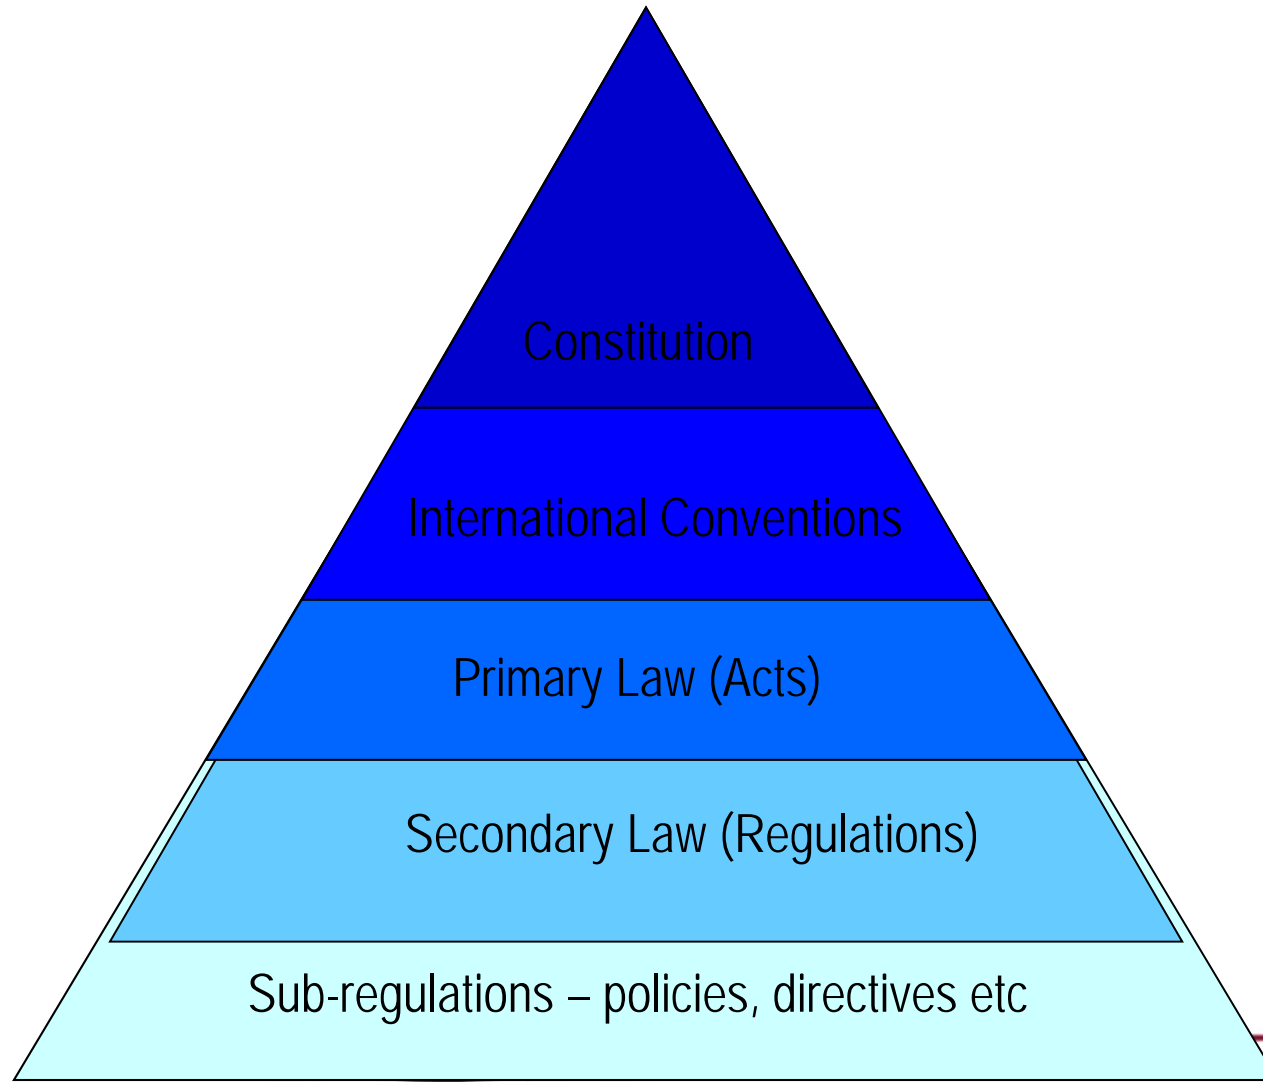 Constitution
International Conventions
Primary Law (Acts)
Secondary Law (Regulations)
Sub-regulations – policies, directives etc